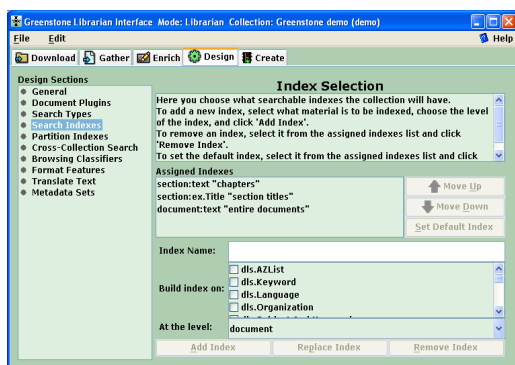 Greenstone Librarian Interface  Mode: Librarian  Collection: Greenstone demo (demo)
File Edit Help
Download Gather Enrich Design Create
Design Sections
General
Document Plugins
Search Types
Search Indexes
Partition Indexes
Cross-Collection Search
Browsing Classifiers
Format Features
Translate Text
Metadata Sets
Index Selection
Here you choose what searchable indexes the collection will have.
To add a new index, select what material is to be indexed, choose the level
of the index, and click 'Add Index'.
To remove an index, select it from the assigned indexes list and click
'Remove Index'.
To set the default index, select it from the assigned indexes list and click
Assigned Indexes
section:text "chapters"
section:ex.Title "section titles"
document:text "entire documents"
Move Up
Move Down
Set Default Index
Index Name:
Build index on:
dls.AZList
dls.Keyword
dls.Language
dls.Organization
At the level: document
Add Index Replace Index Remove Index